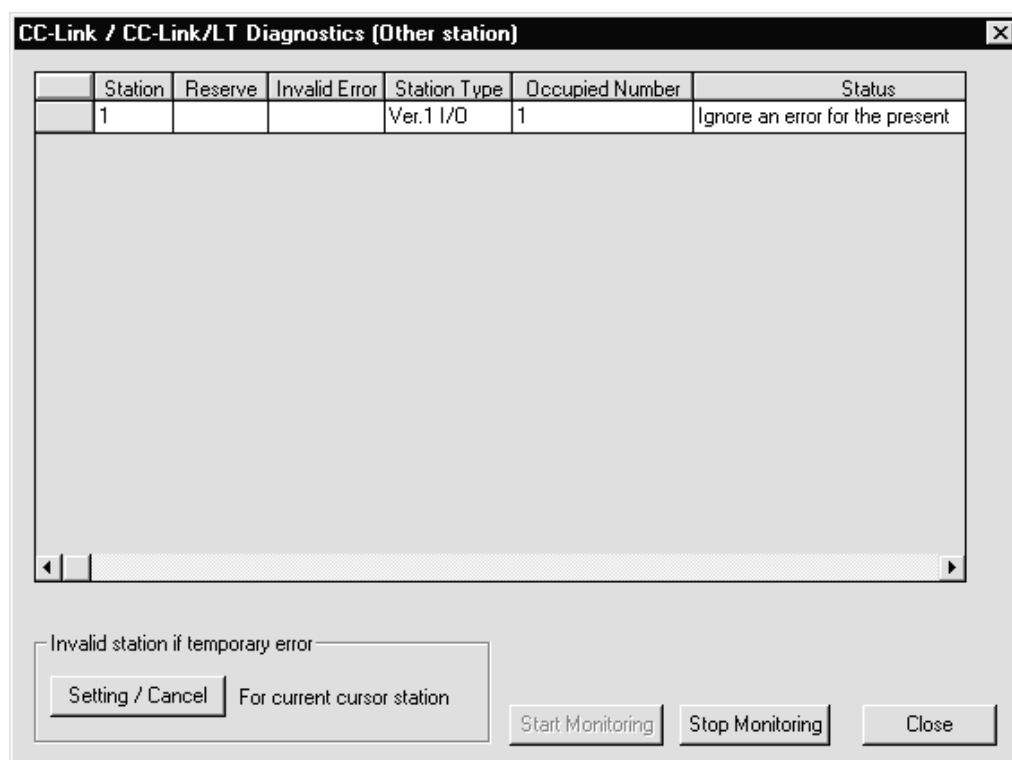 CC-Link / CC-Link/LT Diagnostics (Other station)
Station Reserve Invalid Error Station Type Occupied Number Status
1 Ver.1 I/O 1 Ignore an error for the present
Invalid station if temporary error
Setting / Cancel For current cursor station
Start Monitoring Stop Monitoring Close